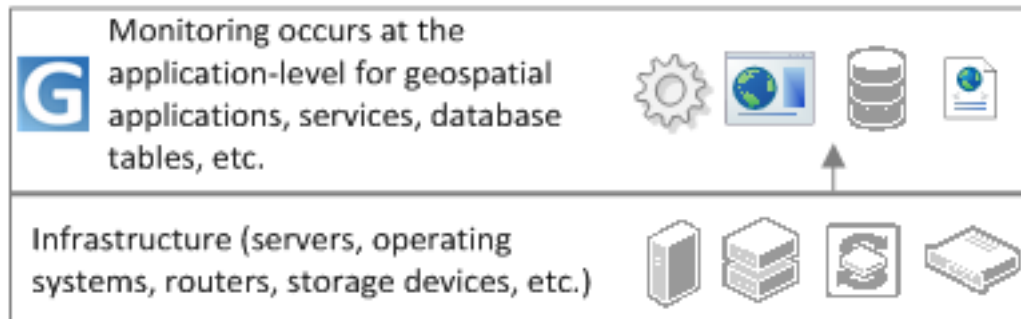 G
Monitoring occurs at the
application-level for geospatial
applications, services, database
tables, etc.
Infrastructure (servers, operating
systems, routers, storage devices, etc.)